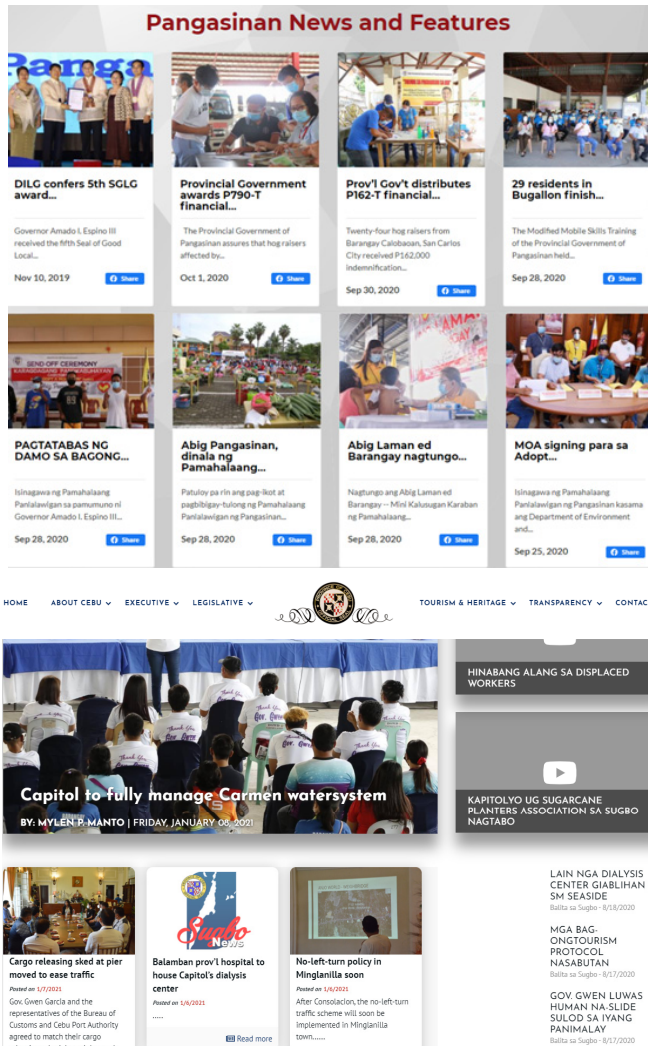 Pangasinan News and Features
DILG confers 5th SGLG
award...
Governor Amado I. Espino III
received the fifth Seal of Good
Local...
Nov 10, 2019
Share
Provincial Government
awards P790-T
financial...
The Provincial Government of
Pangasinan assures that hog raisers
affected by...
Oct 1, 2020
Share
Prov'l Gov't distributes
P162-T financial...
Twenty-four hog raisers from
Barangay Calobaoan, San Carlos
City received P162,000
indemnification...
Sep 30, 2020
Share
29 residents in
Bugallon finish...
The Modified Mobile Skills Training
of the Provincial Government of
Pangasinan held...
Sep 28, 2020
Share
SEND OFF CEREMONY
PAGTATABAS NG
DAMO SA BAGONG...
Isinagawa ng Pamahalaang
Panlalawigan sa pamumuno ni
Governor Amado I. Espino III...
Sep 28, 2020
Share
Abig Pangasinan,
dinala ng
Pamahalaang...
Patuloy pa rin ang pag-ikot at
pagbibigay-tulong ng Pamahalaang
Panlalawigan ng Pangasinan...
Sep 28, 2020
Share
Abig Laman ed
Barangay nagtungo...
Nagtungo ang Abig Laman ed
Barangay -- Mini Kalusugan Karaban
ng Pamahalaang...
Sep 28, 2020
Share
MOA signing para sa
Adopt...
Isinagawa ng Pamahalaang
Panlalawigan ng Pangasinan kasama
ang Department of Environment
and...
Sep 25, 2020
Share
HOME ABOUT CEBU EXECUTIVE LEGISLATIVE TOURISM & HERITAGE TRANSPARENCY CONTAC
Capitol to fully manage Carmen watersystem
BY: MYLEN P. MANTO | FRIDAY, JANUARY 08, 2021
HINABANG ALANG SA DISPLACED
WORKERS
KAPITOLYO UG SUGARCANE
PLANTERS ASSOCIATION SA SUGBO
NAGTABO
Cargo releasing sked at pier
moved to ease traffic
Posted on 1/7/2021
Gov. Gwen Garcia and the
representatives of the Bureau of
Customs and Cebu Port Authority
agreed to match their cargo
Sugbo
News
Balamban prov'l hospital to
house Capitol's dialysis
center
Posted on 1/6/2021
.....
Read more
No-left-turn policy in
Minglanilla soon
Posted on 1/6/2021
After Consolacion, the no-left-turn
traffic scheme will soon be
implemented in Minglanilla
town......
LAIN NGA DIALYSIS
CENTER GIABLIHAN
SM SEASIDE
Balita sa Sugbo - 8/18/2020
MGA BAG-
ONGTOURISM
PROTOCOL
NASABUTAN
Balita sa Sugbo - 8/17/2020
GOV. GWEN LUWAS
HUMAN NA-SLIDE
SULOD SA IYANG
PANIMALAY
Balita sa Sugbo - 8/17/2020